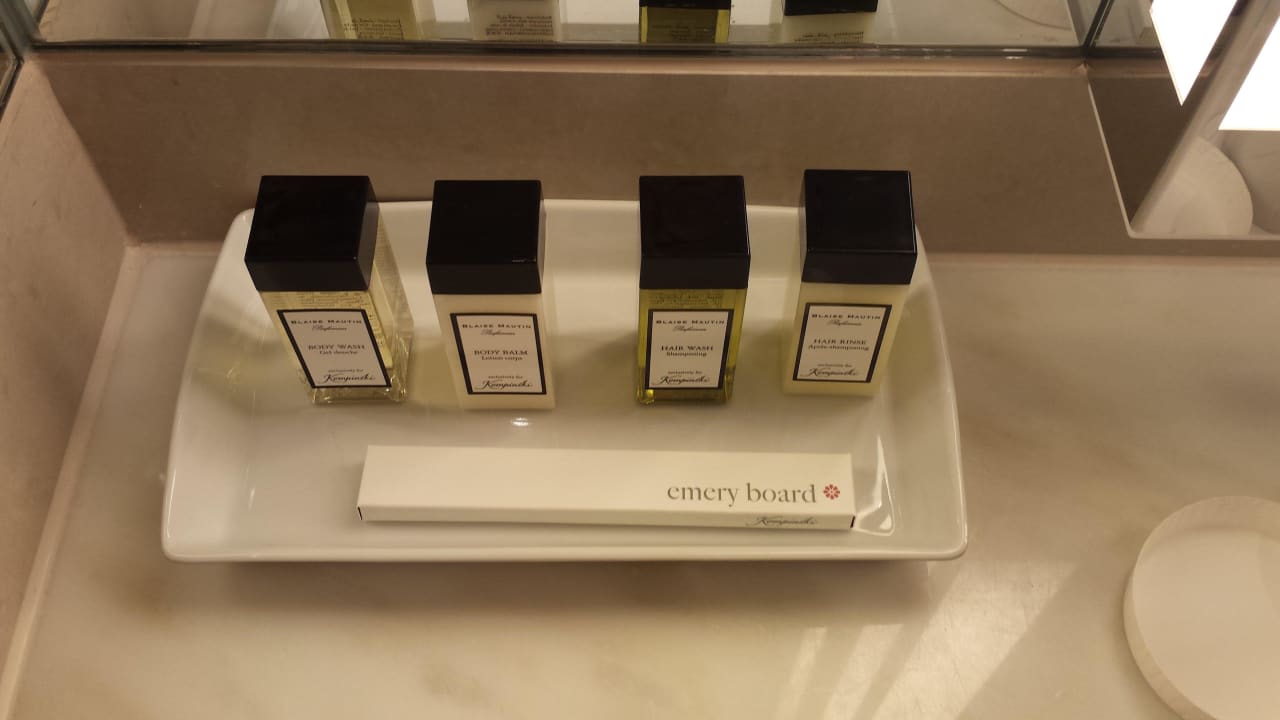 BLAISE MAUTIN
Parfumeur
BODY WASH
Gel douche
exclusively for
Kempinski
BLAISE MAUTIN
Parfumeur
BODY BALM
Lotion corps
exclusively for
Kempinski
BLAISE MAUTIN
Parfumeur
HAIR WASH
Shampooing
exclusively for
Kempinski
BLAISE MAUTIN
Parfumeur
HAIR RINSE
Après-shampooing
exclusively for
Kempinski
emery board
Kempinski